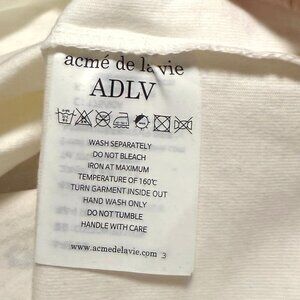 acmé de la vie
ADLV
WASH SEPARATELY
DO NOT BLEACH
IRON AT MAXIMUM
TEMPERATURE OF 160℃
TURN GARMENT INSIDE OUT
HAND WASH ONLY
DO NOT TUMBLE
HANDLE WITH CARE
www.acmedelavie.com 3